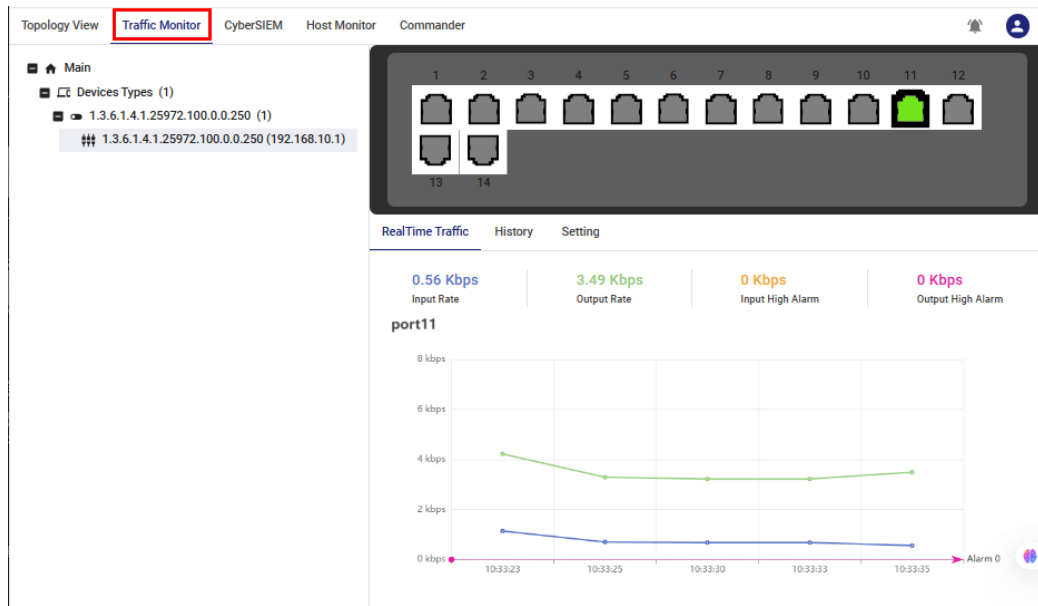 Topology View Traffic Monitor CyberSIEM Host Monitor Commander
Main
Devices Types (1)
1.3.6.1.4.1.25972.100.0.0.250 (1)
1.3.6.1.4.1.25972.100.0.0.250 (192.168.10.1)
1 2 3 4 5 6 7 8 9 10 11 12
13 14
RealTime Traffic History Setting
0.56 Kbps 3.49 Kbps 0 Kbps 0 Kbps
Input Rate Output Rate Input High Alarm Output High Alarm
port11
8 kbps
6 kbps
4 kbps
2 kbps
0 kbps Alarm 0
10:33:23 10:33:25 10:33:30 10:33:33 10:33:35